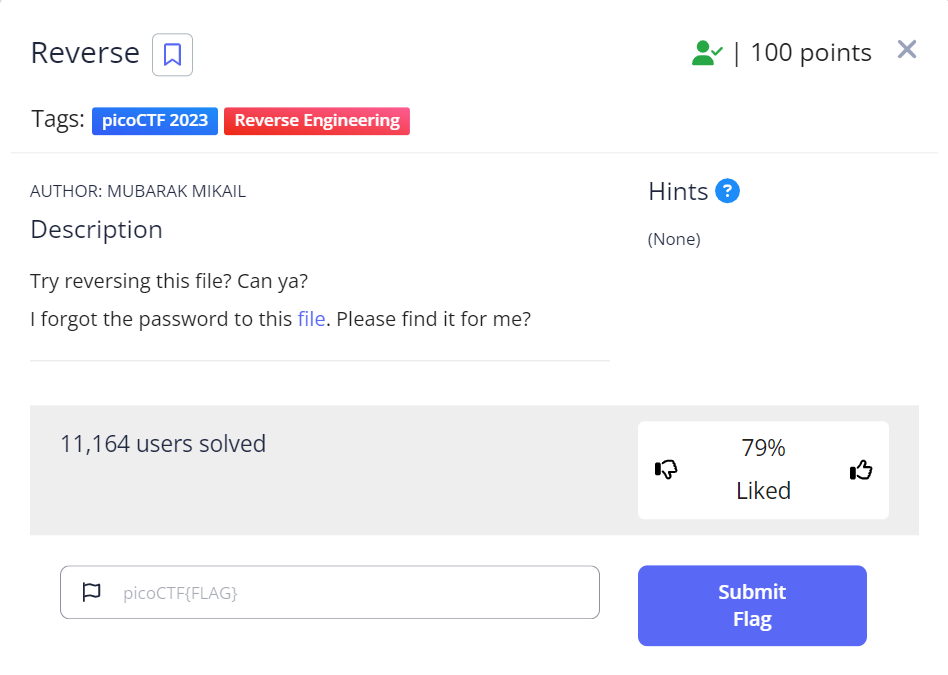 Reverse
| 100 points
Tags: picoCTF 2023 Reverse Engineering
AUTHOR: MUBARAK MIKAIL
Description
Try reversing this file? Can ya?
I forgot the password to this file. Please find it for me?
Hints ?
(None)
11,164 users solved
79%
Liked
picoCTF{FLAG}
Submit
Flag